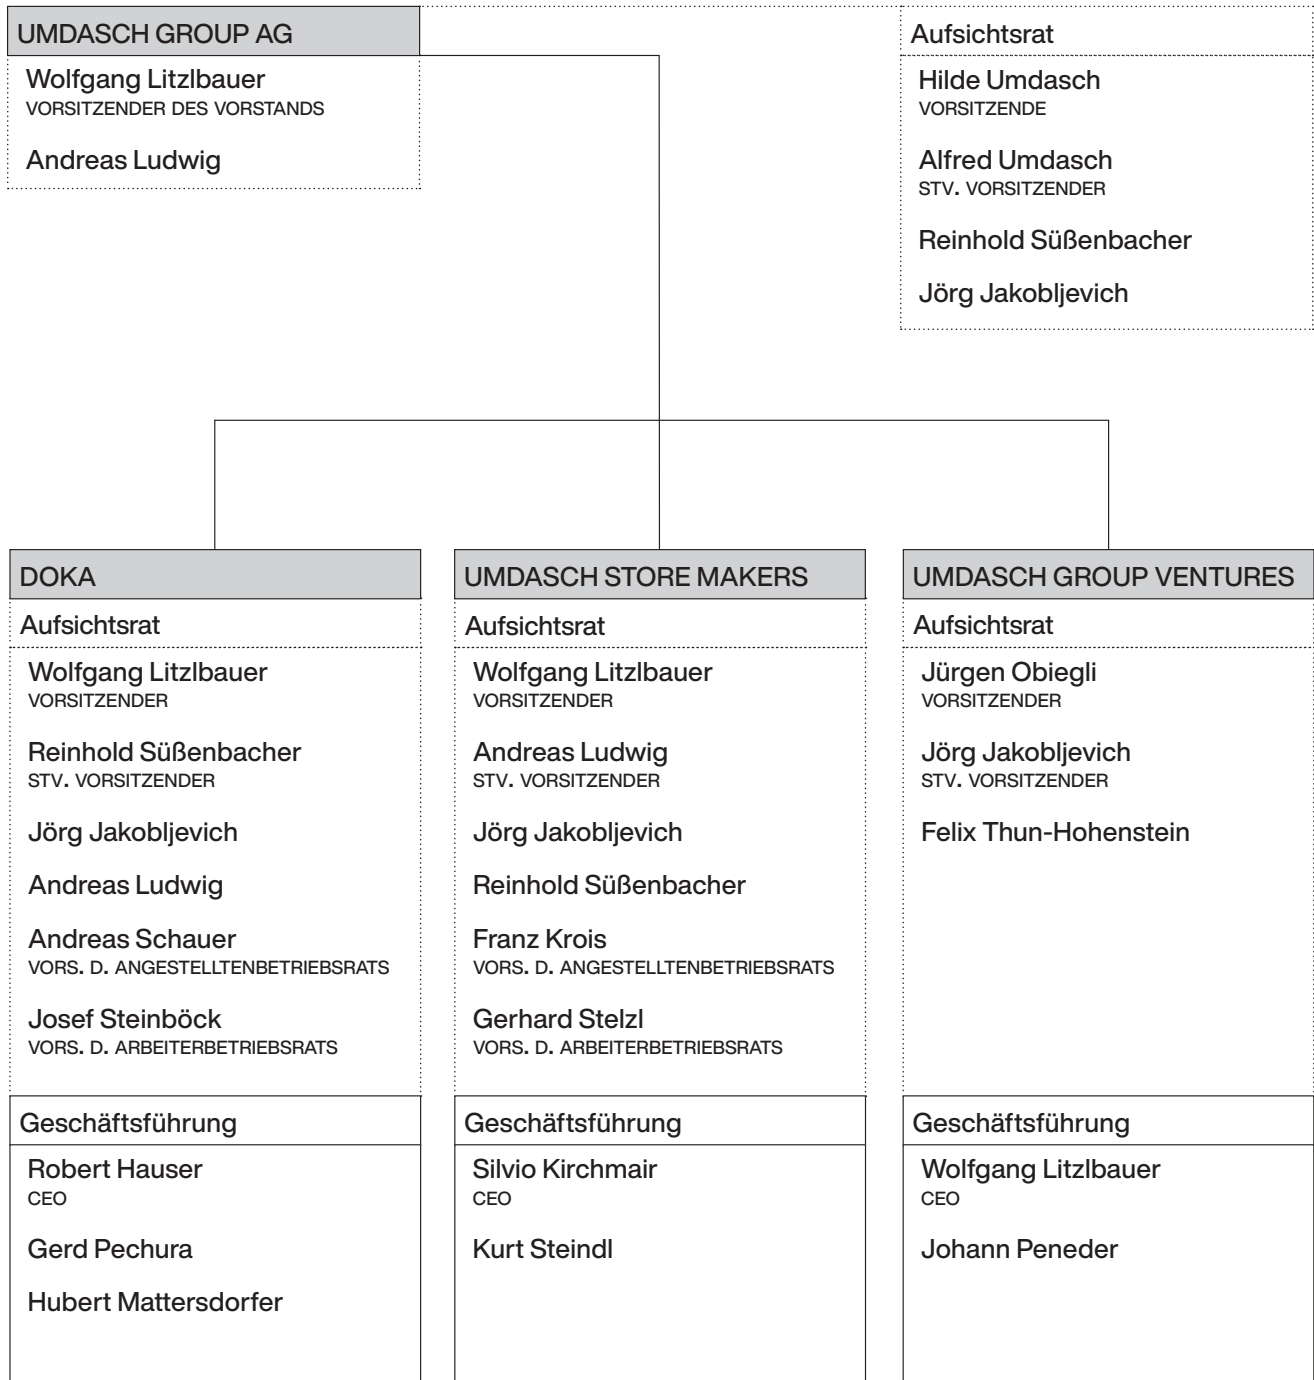 UMDASCH GROUP AG
Wolfgang Litzlbauer
VORSITZENDER DES VORSTANDS
Andreas Ludwig
Aufsichtsrat
Hilde Umdasch
VORSITZENDE
Alfred Umdasch
STV. VORSITZENDER
Reinhold Süßenbacher
Jörg Jakobljevich
DOKA
Aufsichtsrat
Wolfgang Litzlbauer
VORSITZENDER
Reinhold Süßenbacher
STV. VORSITZENDER
Jörg Jakobljevich
Andreas Ludwig
Andreas Schauer
VORS. D. ANGESTELLTENBETRIEBSRATS
Josef Steinböck
VORS. D. ARBEITERBETRIEBSRATS
Geschäftsführung
Robert Hauser
CEO
Gerd Pechura
Hubert Mattersdorfer
UMDASCH STORE MAKERS
Aufsichtsrat
Wolfgang Litzlbauer
VORSITZENDER
Andreas Ludwig
STV. VORSITZENDER
Jörg Jakobljevich
Reinhold Süßenbacher
Franz Krois
VORS. D. ANGESTELLTENBETRIEBSRATS
Gerhard Stelzl
VORS. D. ARBEITERBETRIEBSRATS
Geschäftsführung
Silvio Kirchmair
CEO
Kurt Steindl
UMDASCH GROUP VENTURES
Aufsichtsrat
Jürgen Obiegli
VORSITZENDER
Jörg Jakobljevich
STV. VORSITZENDER
Felix Thun-Hohenstein
Geschäftsführung
Wolfgang Litzlbauer
CEO
Johann Peneder